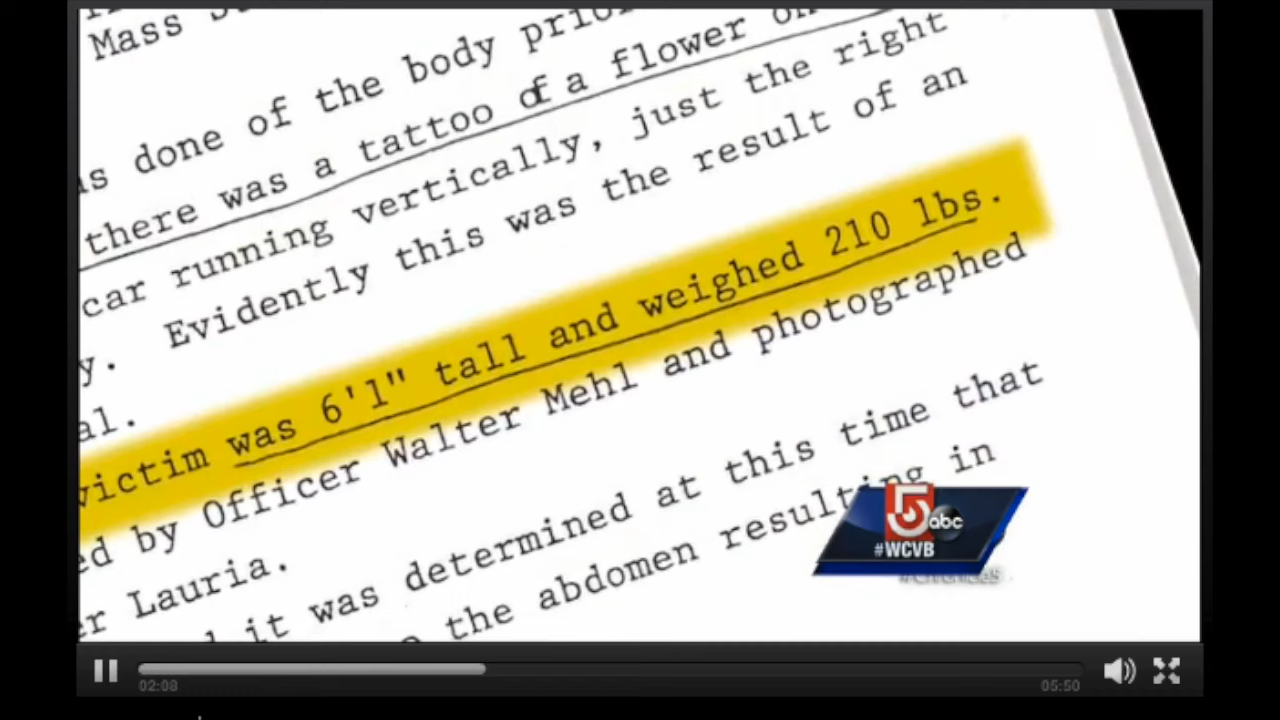 Mass
s done of the body prior
there was a tattoo of a flower on
car running vertically, just the right
y. Evidently this was the result of an
al.
victim was 6'1" tall and weighed 210 lbs.
ed by Officer Walter Mehl and photographed
er Lauria.
it was determined at this time that
the abdomen resulting in
5 abc
#WCVB
02:08
05:50